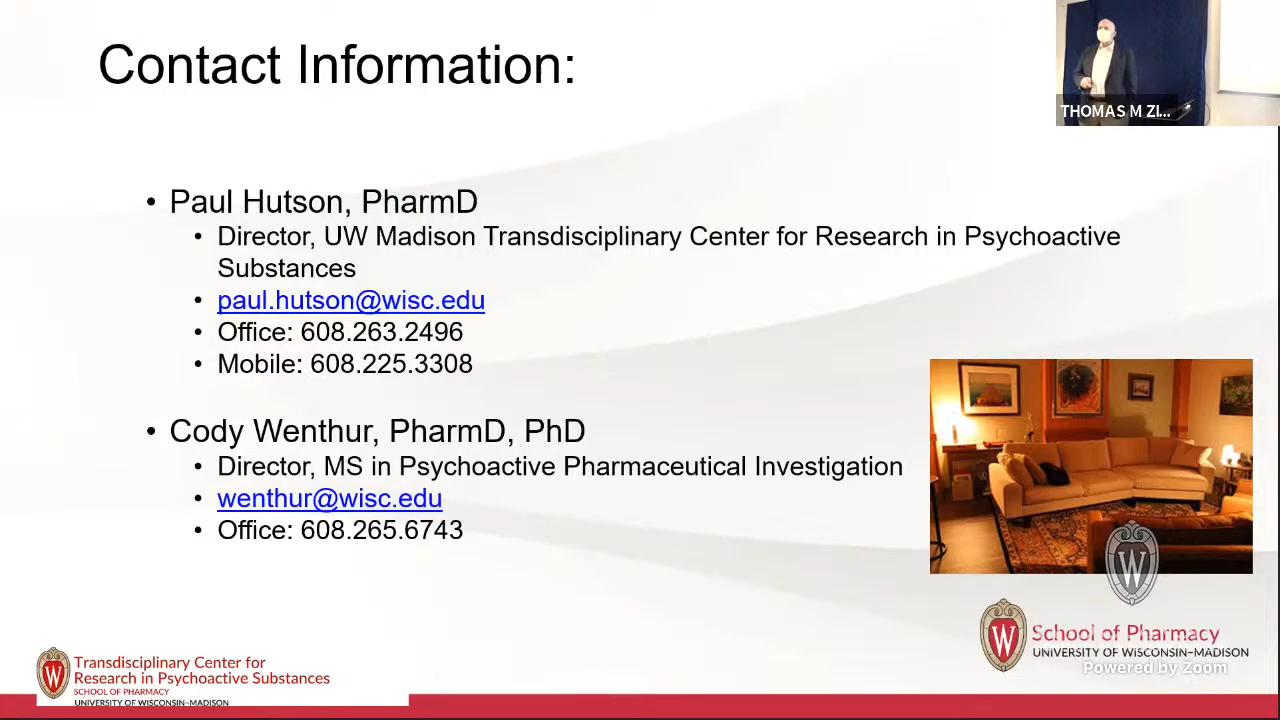 Contact Information:
THOMAS M ZI...
• Paul Hutson, PharmD
• Director, UW Madison Transdisciplinary Center for Research in Psychoactive
Substances
• paul.hutson@wisc.edu
• Office: 608.263.2496
• Mobile: 608.225.3308
• Cody Wenthur, PharmD, PhD
• Director, MS in Psychoactive Pharmaceutical Investigation
• wenthur@wisc.edu
• Office: 608.265.6743
W
W
School of Pharmacy
UNIVERSITY OF WISCONSIN–MADISON
Powered by Zoom
W
Transdisciplinary Center for
Research in Psychoactive Substances
SCHOOL OF PHARMACY
UNIVERSITY OF WISCONSIN–MADISON